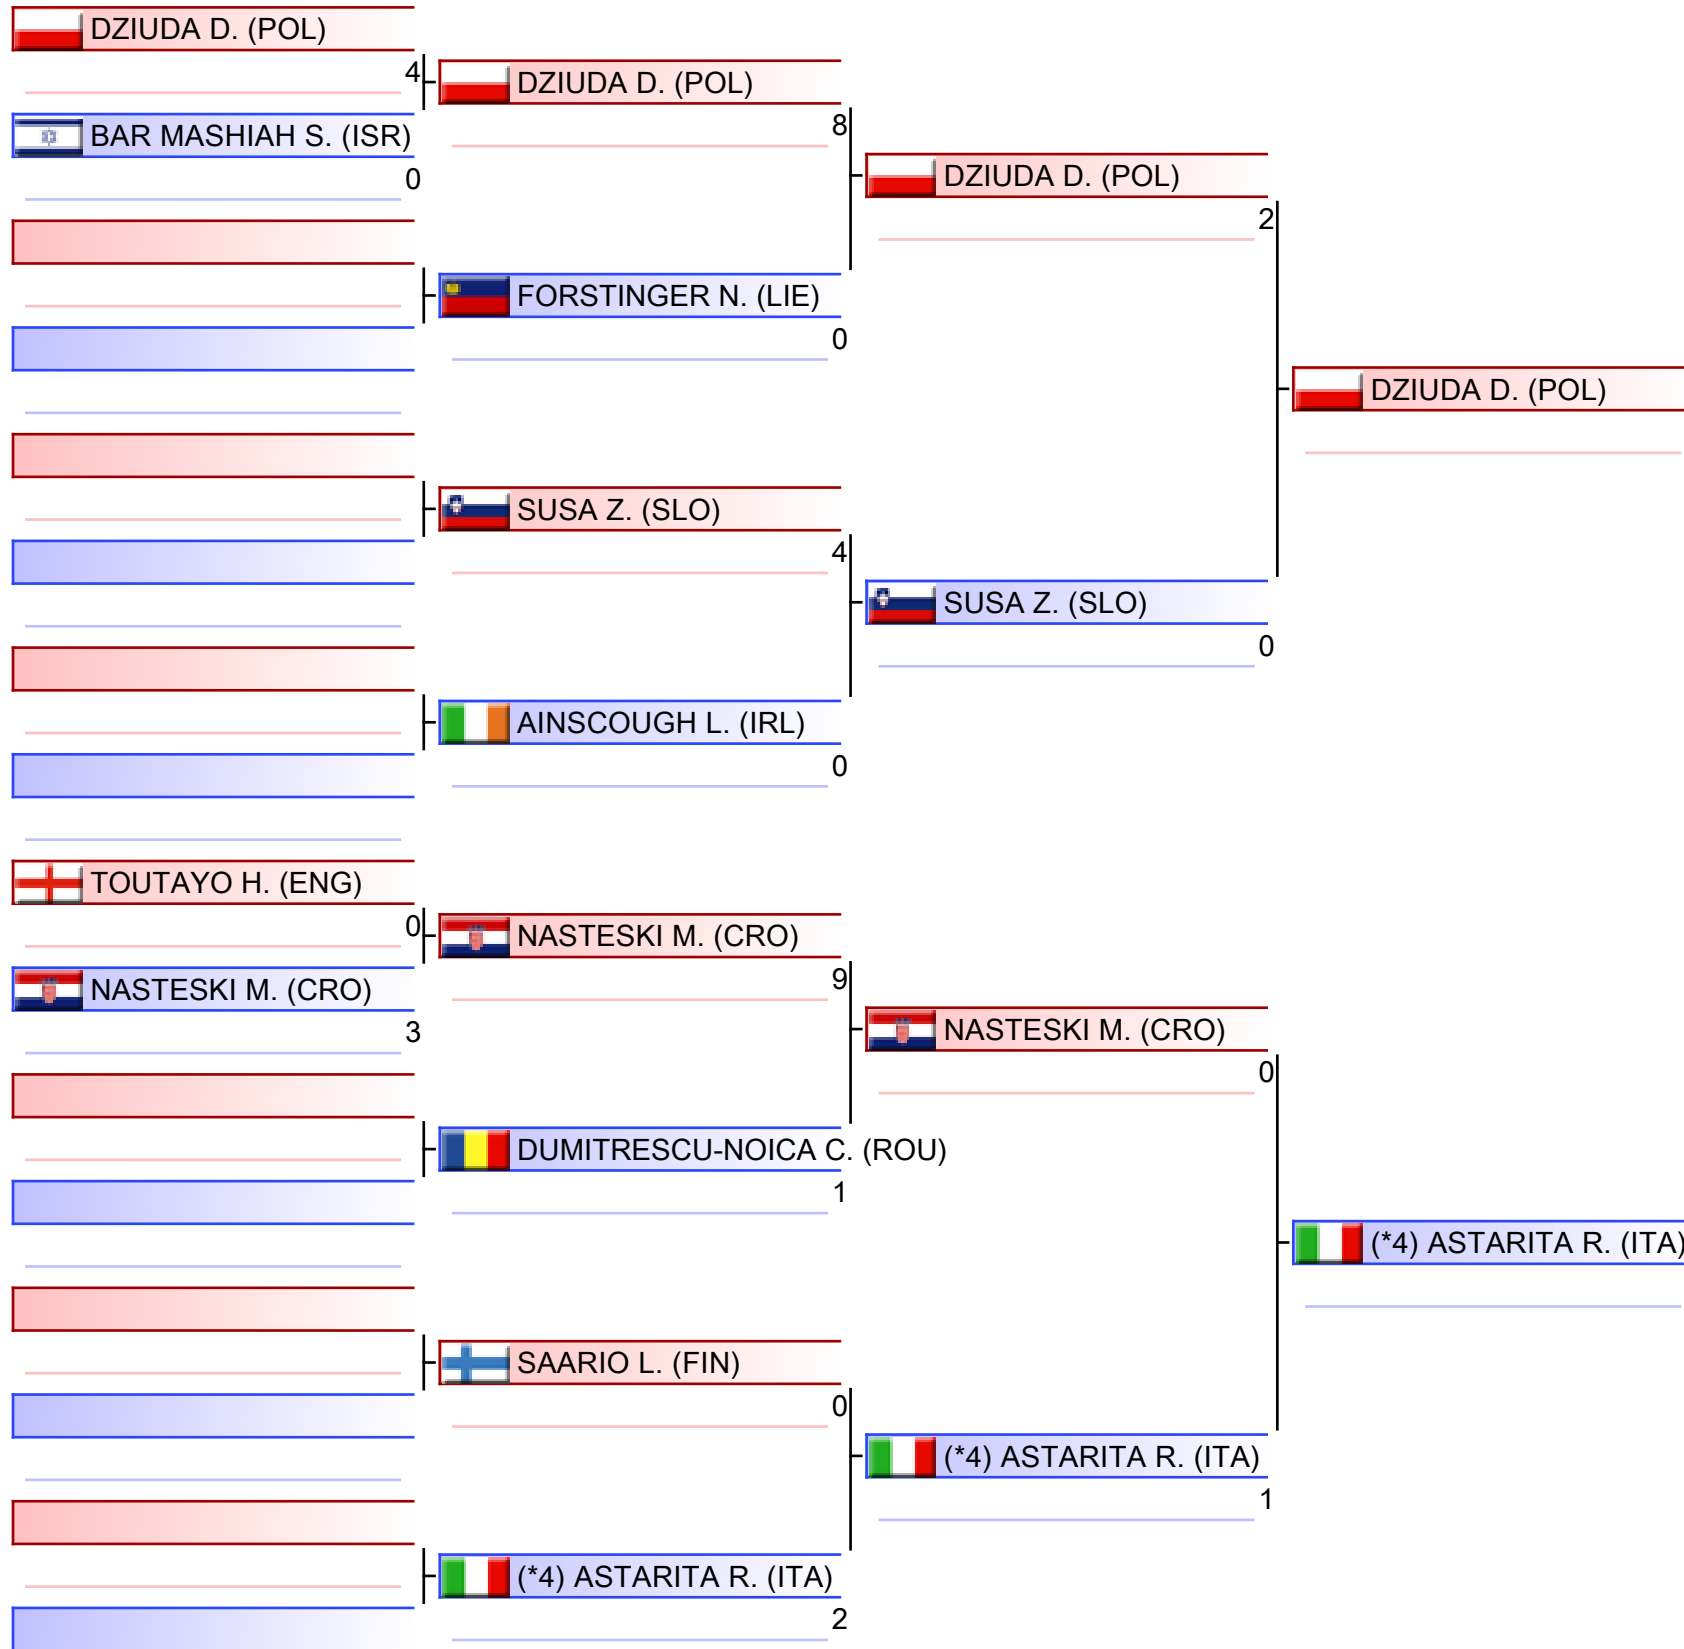 DZIUDA D. (POL)
4
BAR MASHIAH S. (ISR)
0
TOUTAYO H. (ENG)
0
NASTESKI M. (CRO)
3
DZIUDA D. (POL)
8
FORSTINGER N. (LIE)
0
SUSA Z. (SLO)
4
AINSCOUGH L. (IRL)
0
NASTESKI M. (CRO)
9
DUMITRESCU-NOICA C. (ROU)
1
SAARIO L. (FIN)
0
(*4) ASTARITA R. (ITA)
2
DZIUDA D. (POL)
2
SUSA Z. (SLO)
0
NASTESKI M. (CRO)
0
(*4) ASTARITA R. (ITA)
1
DZIUDA D. (POL)
(*4) ASTARITA R. (ITA)